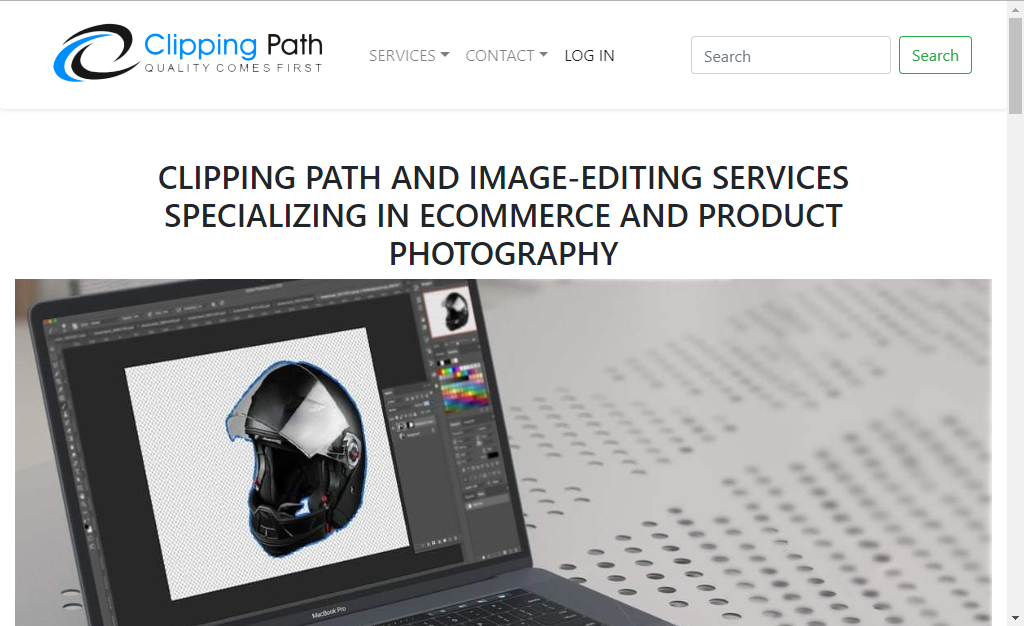 Clipping Path
QUALITY COMES FIRST
SERVICES CONTACT LOG IN
Search
Search
CLIPPING PATH AND IMAGE-EDITING SERVICES
SPECIALIZING IN ECOMMERCE AND PRODUCT
PHOTOGRAPHY
MacBook Pro